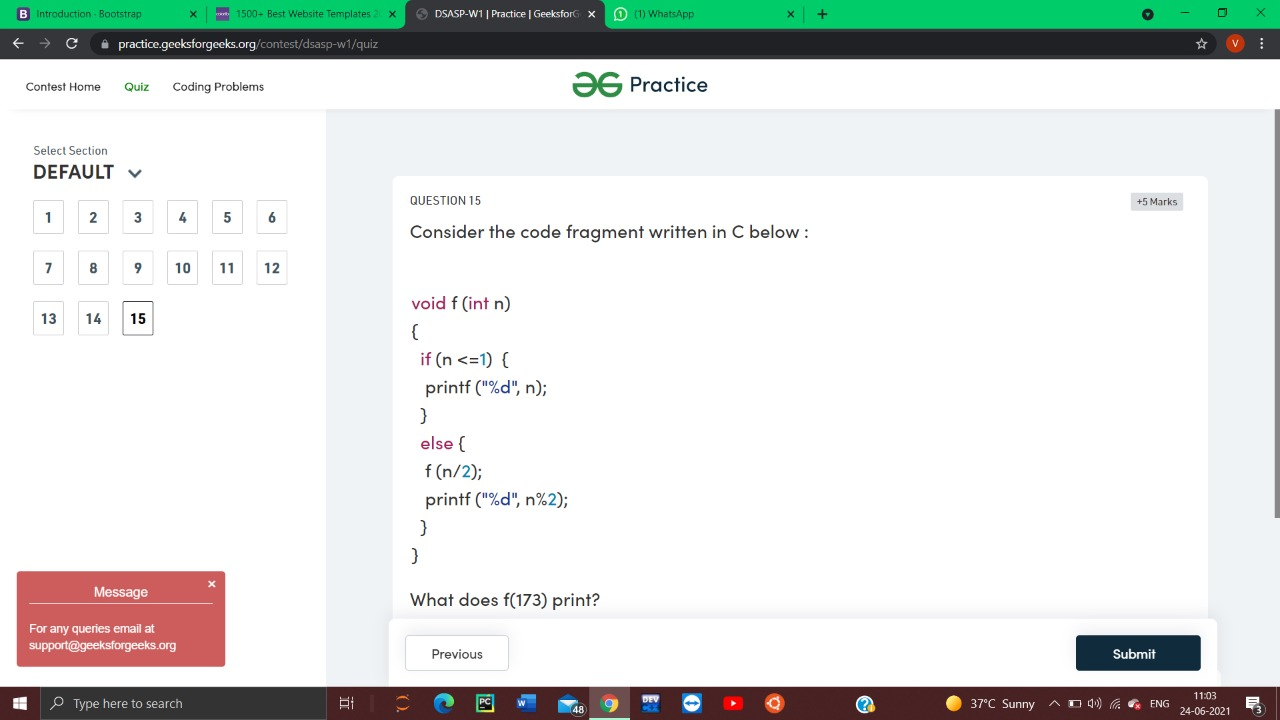 Introduction · Bootstrap
1500+ Best Website Templates 2
DSASP-W1 | Practice | GeeksforG
(1) WhatsApp
practice.geeksforgeeks.org/contest/dsasp-w1/quiz
V
Contest Home
Quiz
Coding Problems
Practice
Select Section
DEFAULT
1 2 3 4 5 6
7 8 9 10 11 12
13 14 15
QUESTION 15
+5 Marks
Consider the code fragment written in C below :
void f (int n)
{
if (n <=1) {
printf ("%d", n);
}
else {
f (n/2);
printf ("%d", n%2);
}
}
What does f(173) print?
Message
For any queries email at
support@geeksforgeeks.org
Previous
Submit
Type here to search
48
37°C Sunny
ENG
11:03
24-06-2021
3